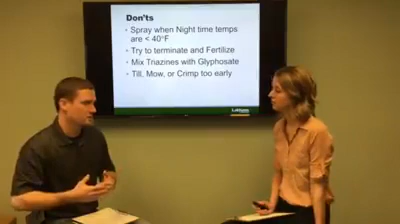 Don'ts
• Spray when Night time temps
are < 40°F
• Try to terminate and Fertilize
• Mix Triazines with Glyphosate
• Till, Mow, or Crimp too early